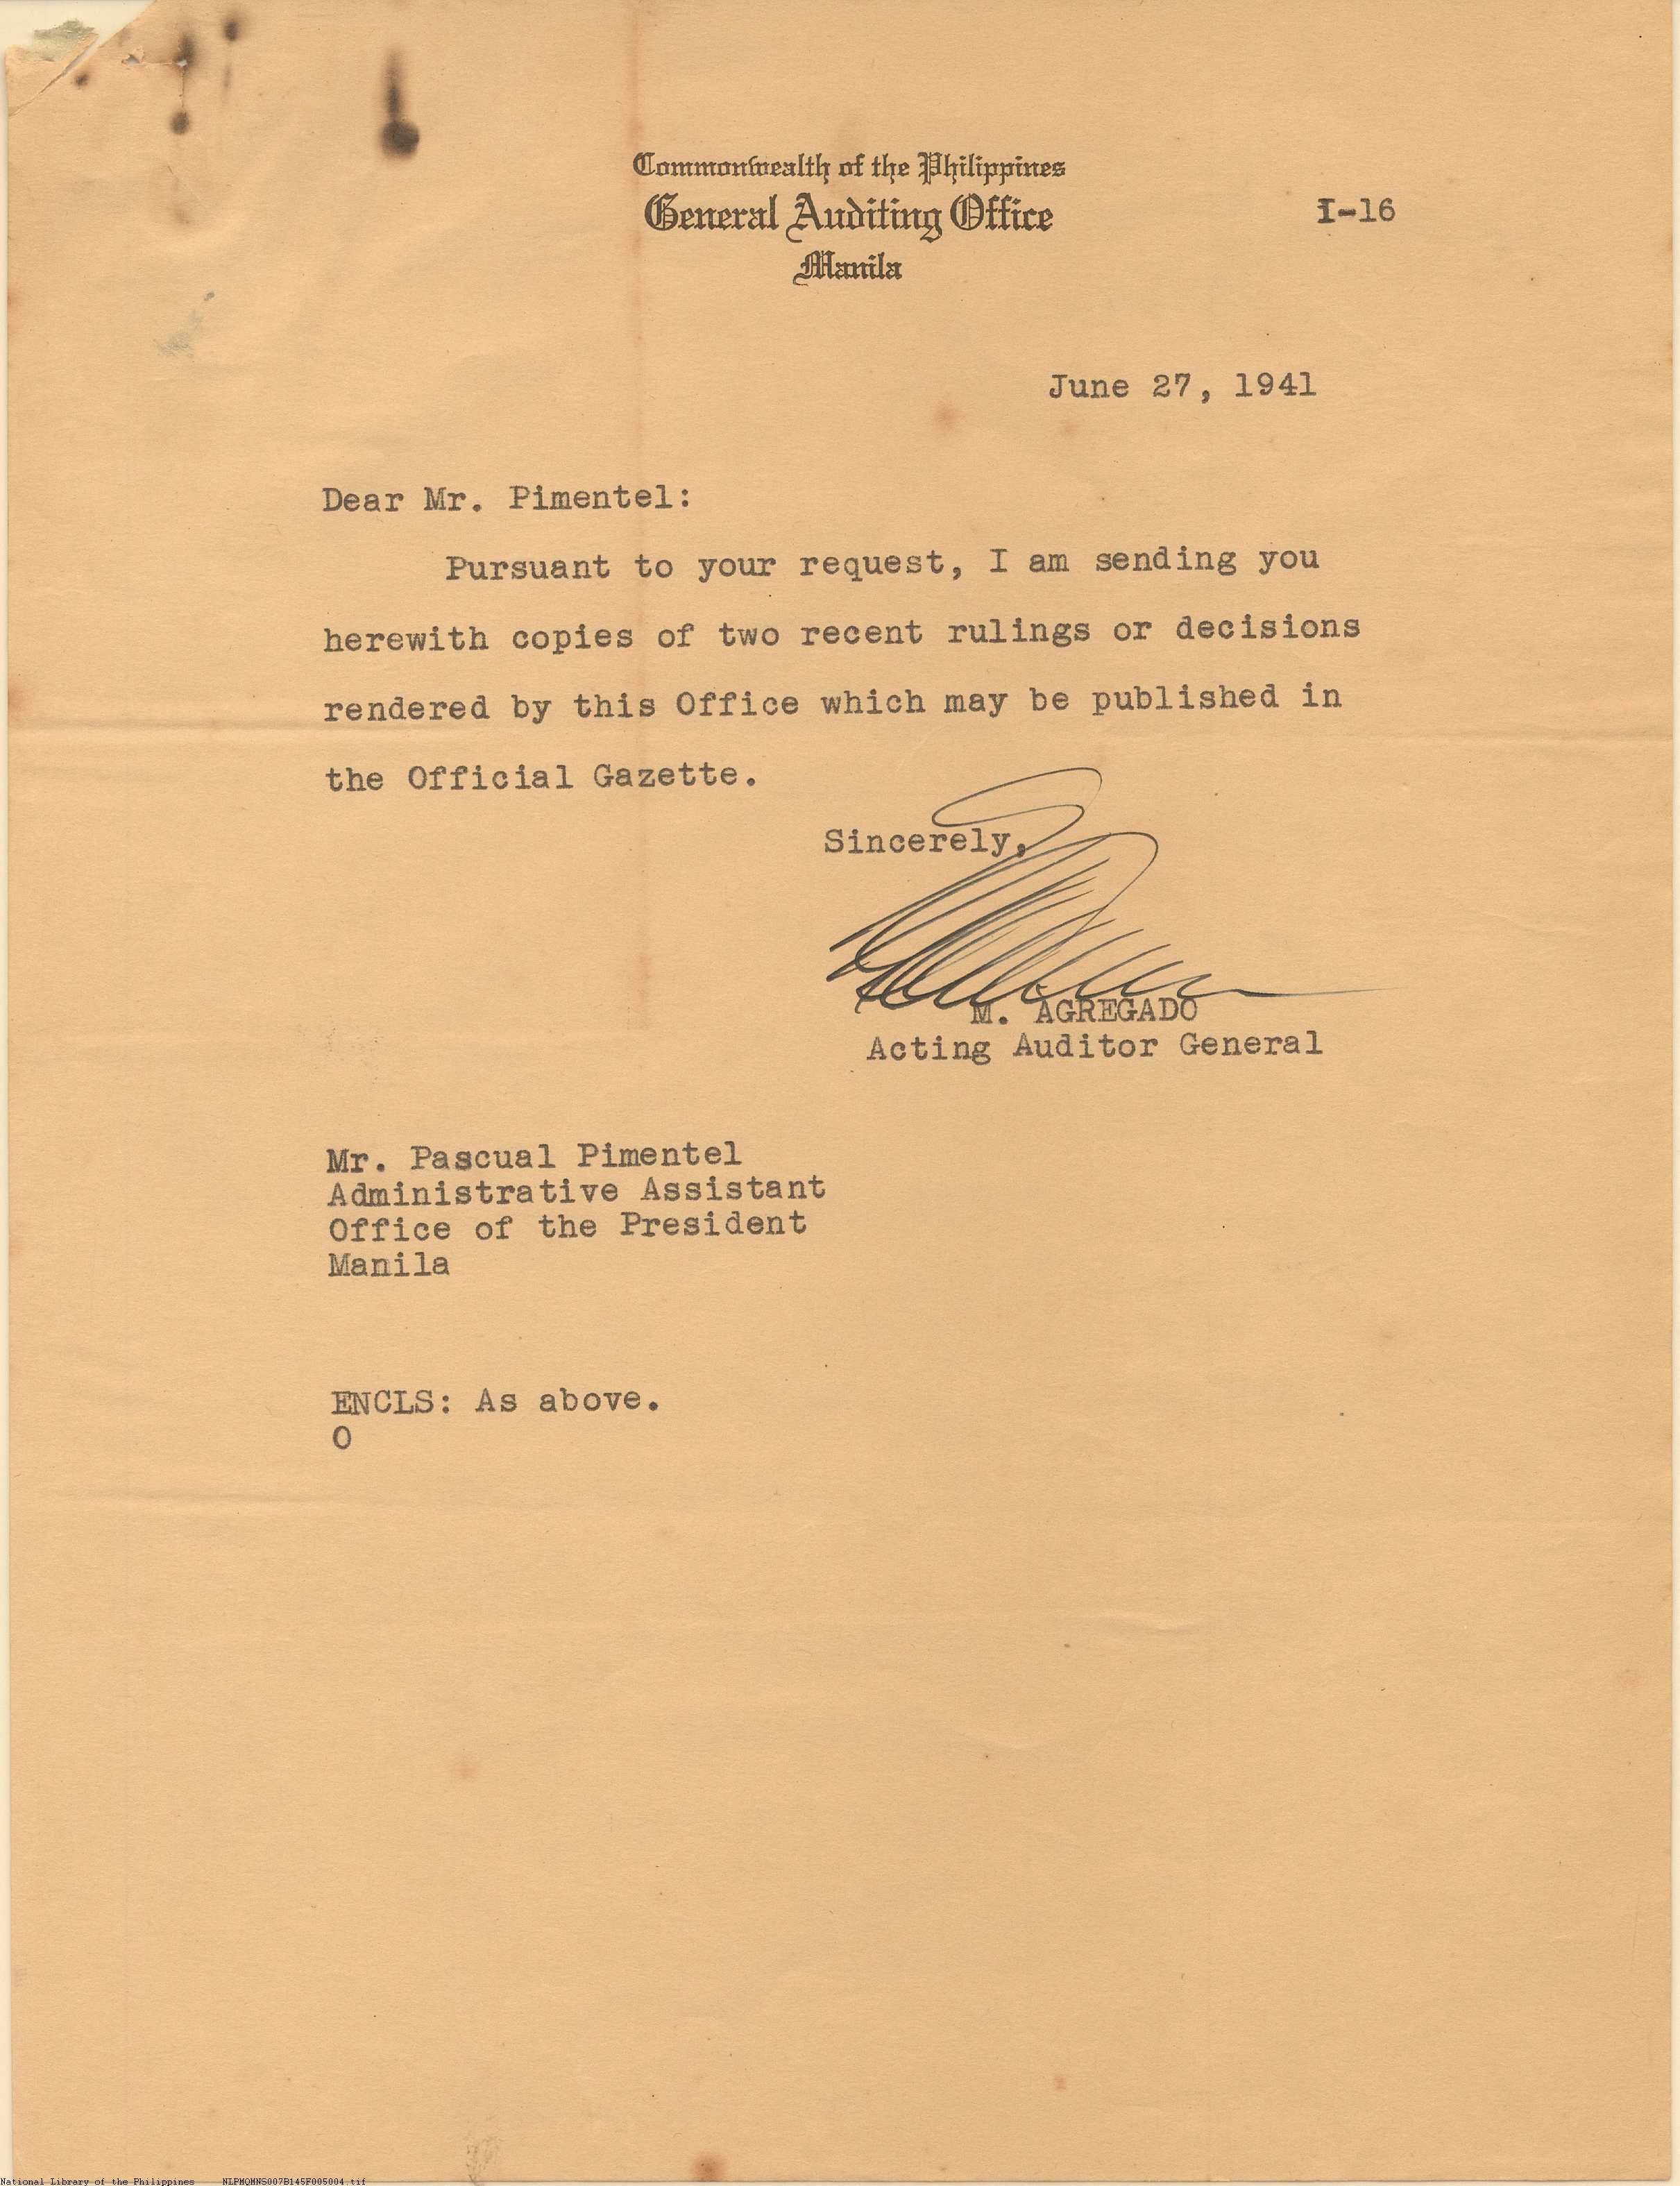 Commonwealth of the Philippines
General Auditing Office
I-16
Manila
June 27, 1941
Dear Mr. Pimentel:
Pursuant to your request, I am sending you
herewith copies of two recent rulings or decisions
rendered by this Office which may be published in
the Official Gazette.
Sincerely,
M. AGREGADO
Acting Auditor General
Mr. Pascual Pimentel
Administrative Assistant
Office of the President
Manila
ENCLS: As above.
O
National Library of the Philippines NLPMQMNS007B145F005004.tif